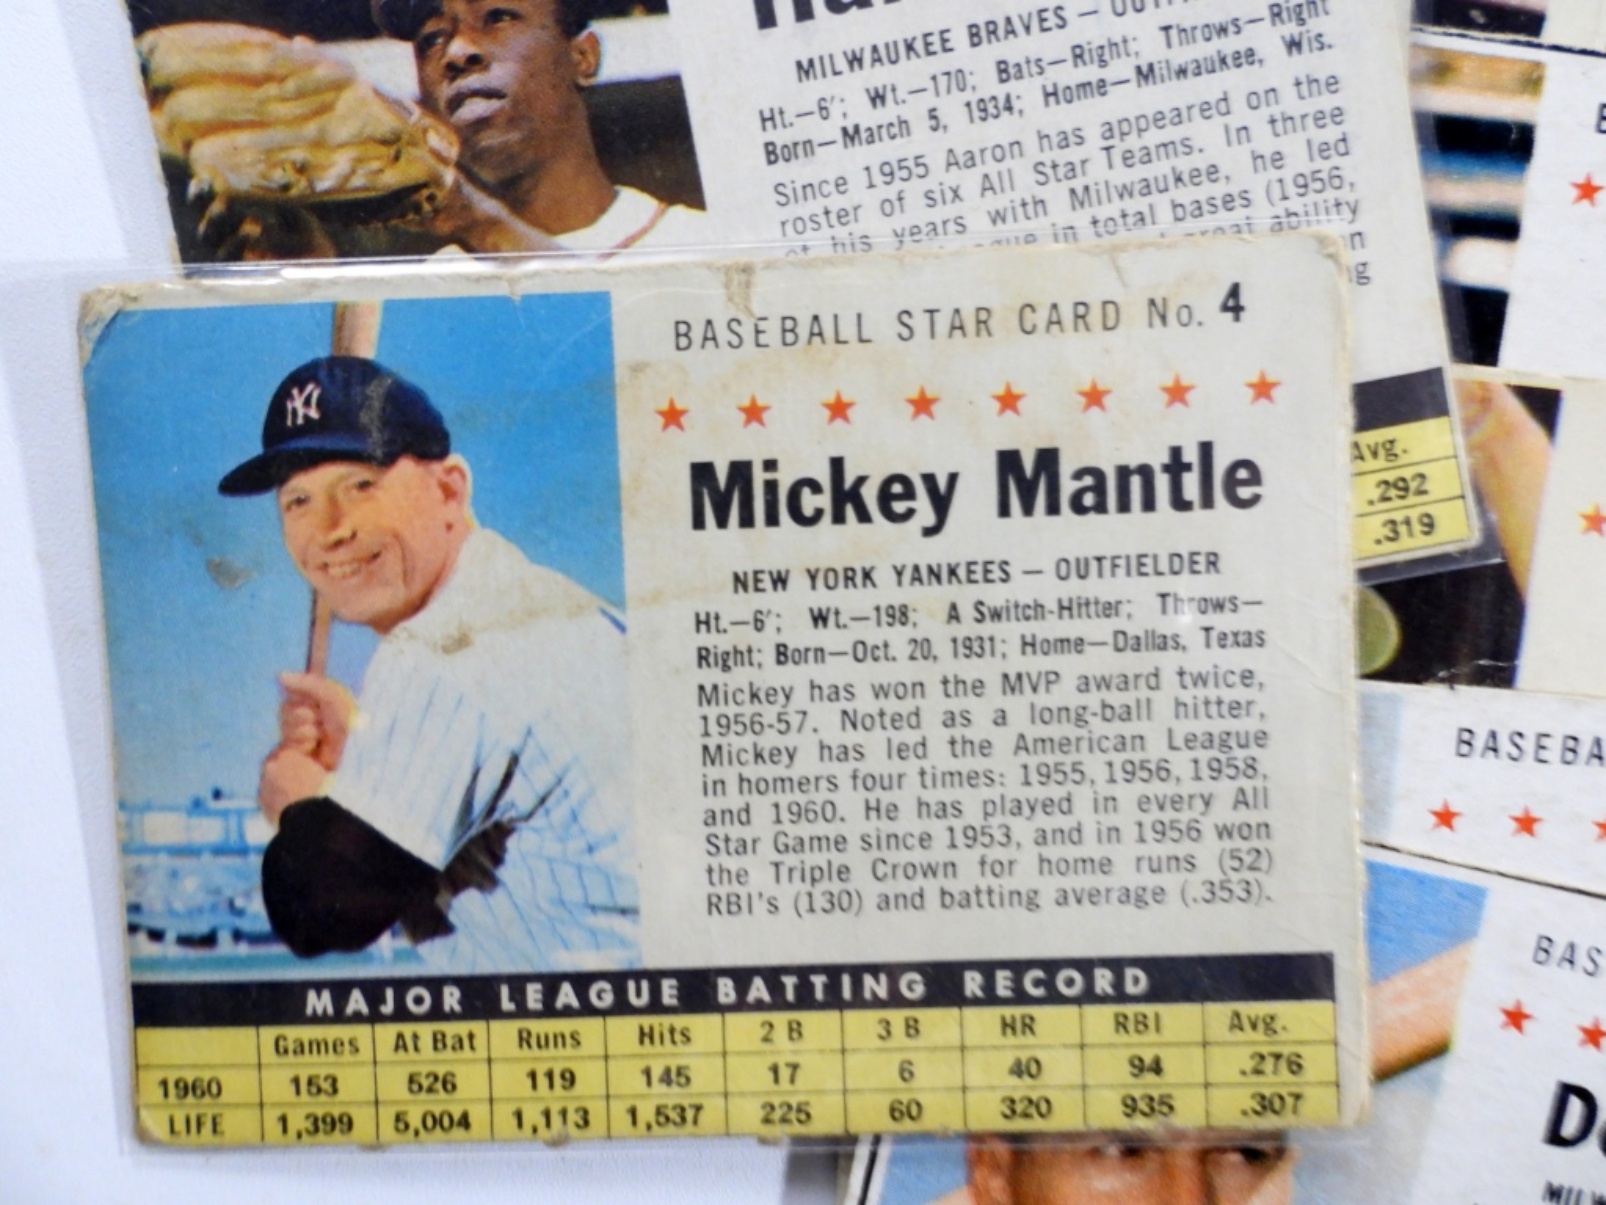 MILWAUKEE BRAVES —
Ht.—6'; Wt.—170; Bats—Right; Throws—Right
Born—March 5, 1934; Home—Milwaukee, Wis.
Since 1955 Aaron has appeared on the
roster of six All Star Teams. In three
of his years with Milwaukee, he led
in total bases (1956,
great ability
Avg.
.292
.319
BASEBALL STAR CARD No. 4
Mickey Mantle
NEW YORK YANKEES — OUTFIELDER
Ht.—6'; Wt.—198; A Switch-Hitter; Throws—
Right; Born—Oct. 20, 1931; Home—Dallas, Texas
Mickey has won the MVP award twice,
1956-57. Noted as a long-ball hitter,
Mickey has led the American League
in homers four times: 1955, 1956, 1958,
and 1960. He has played in every All
Star Game since 1953, and in 1956 won
the Triple Crown for home runs (52)
RBI's (130) and batting average (.353).
MAJOR LEAGUE BATTING RECORD
Games At Bat Runs Hits 2 B 3 B HR RBI Avg.
1960 153 526 119 145 17 6 40 94 .276
LIFE 1,399 5,004 1,113 1,537 225 60 320 935 .307
NY
BASEBA
BAS